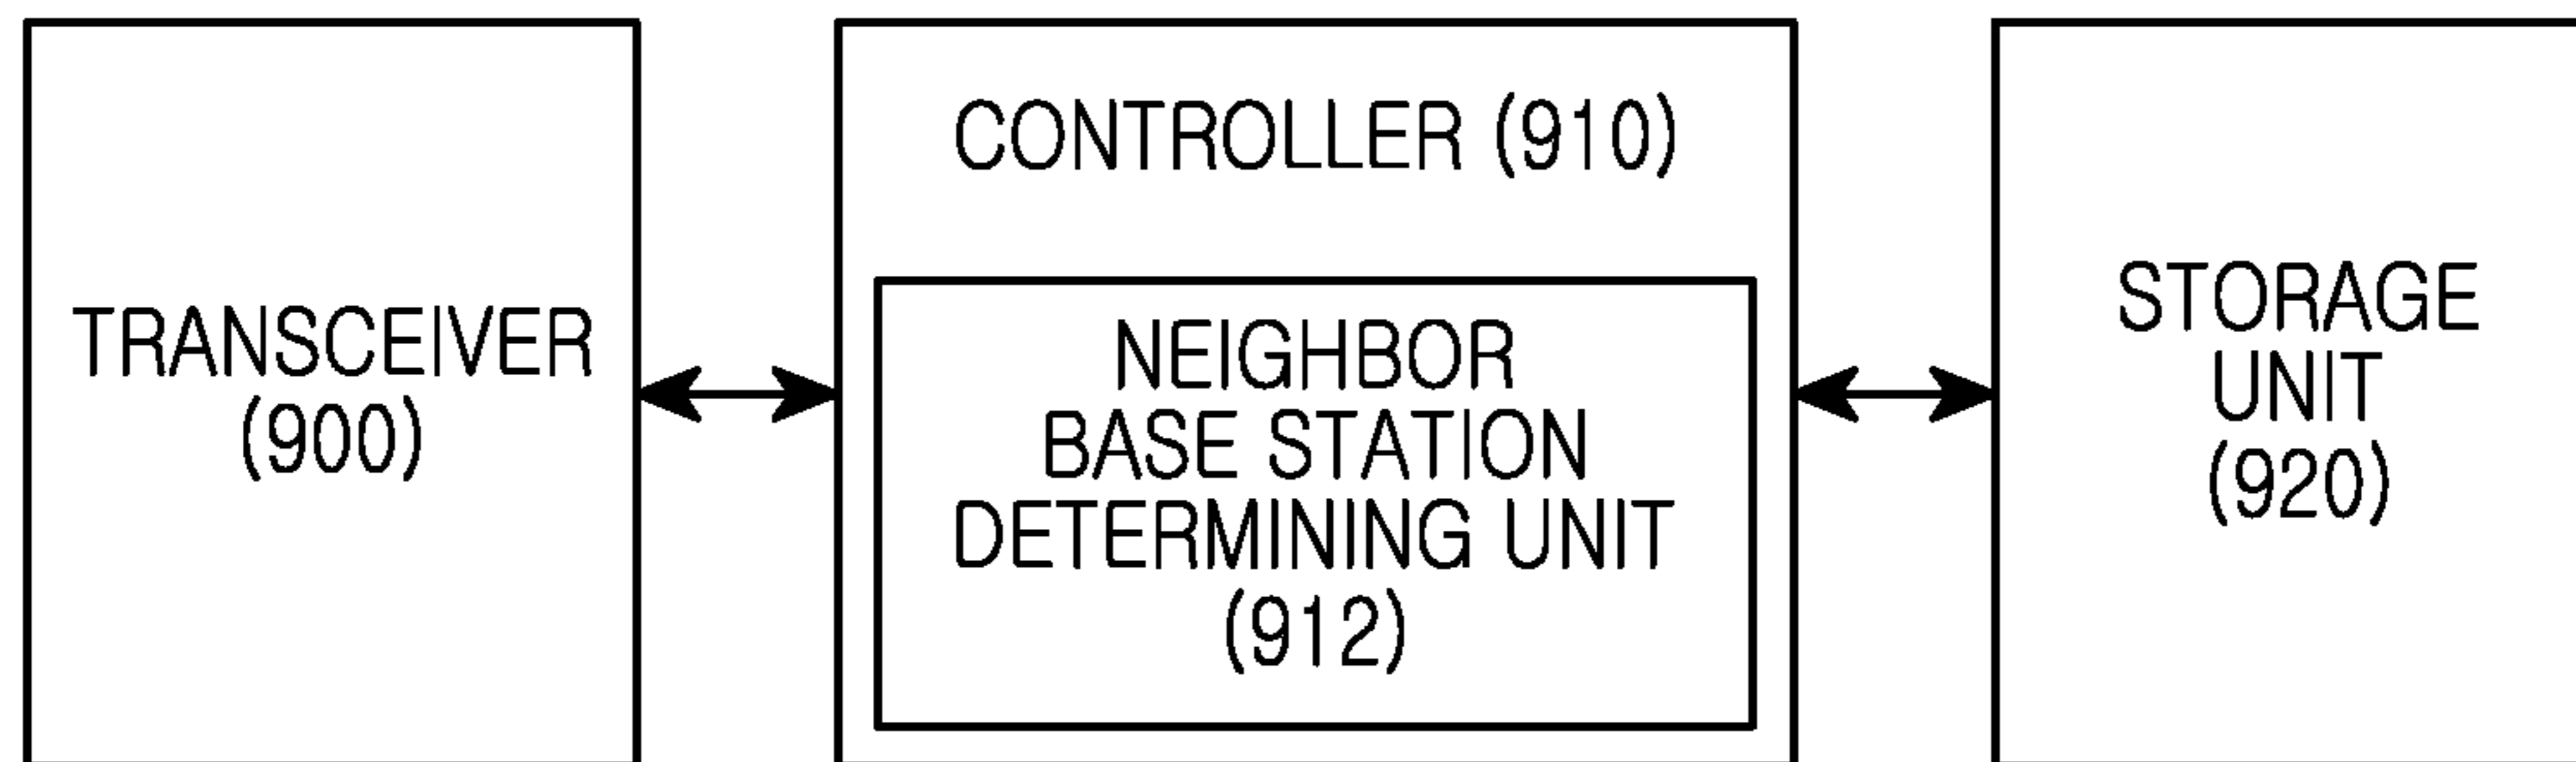 TRANSCEIVER
(900)
CONTROLLER (910)
NEIGHBOR
BASE STATION
DETERMINING UNIT
(912)
STORAGE
UNIT
(920)